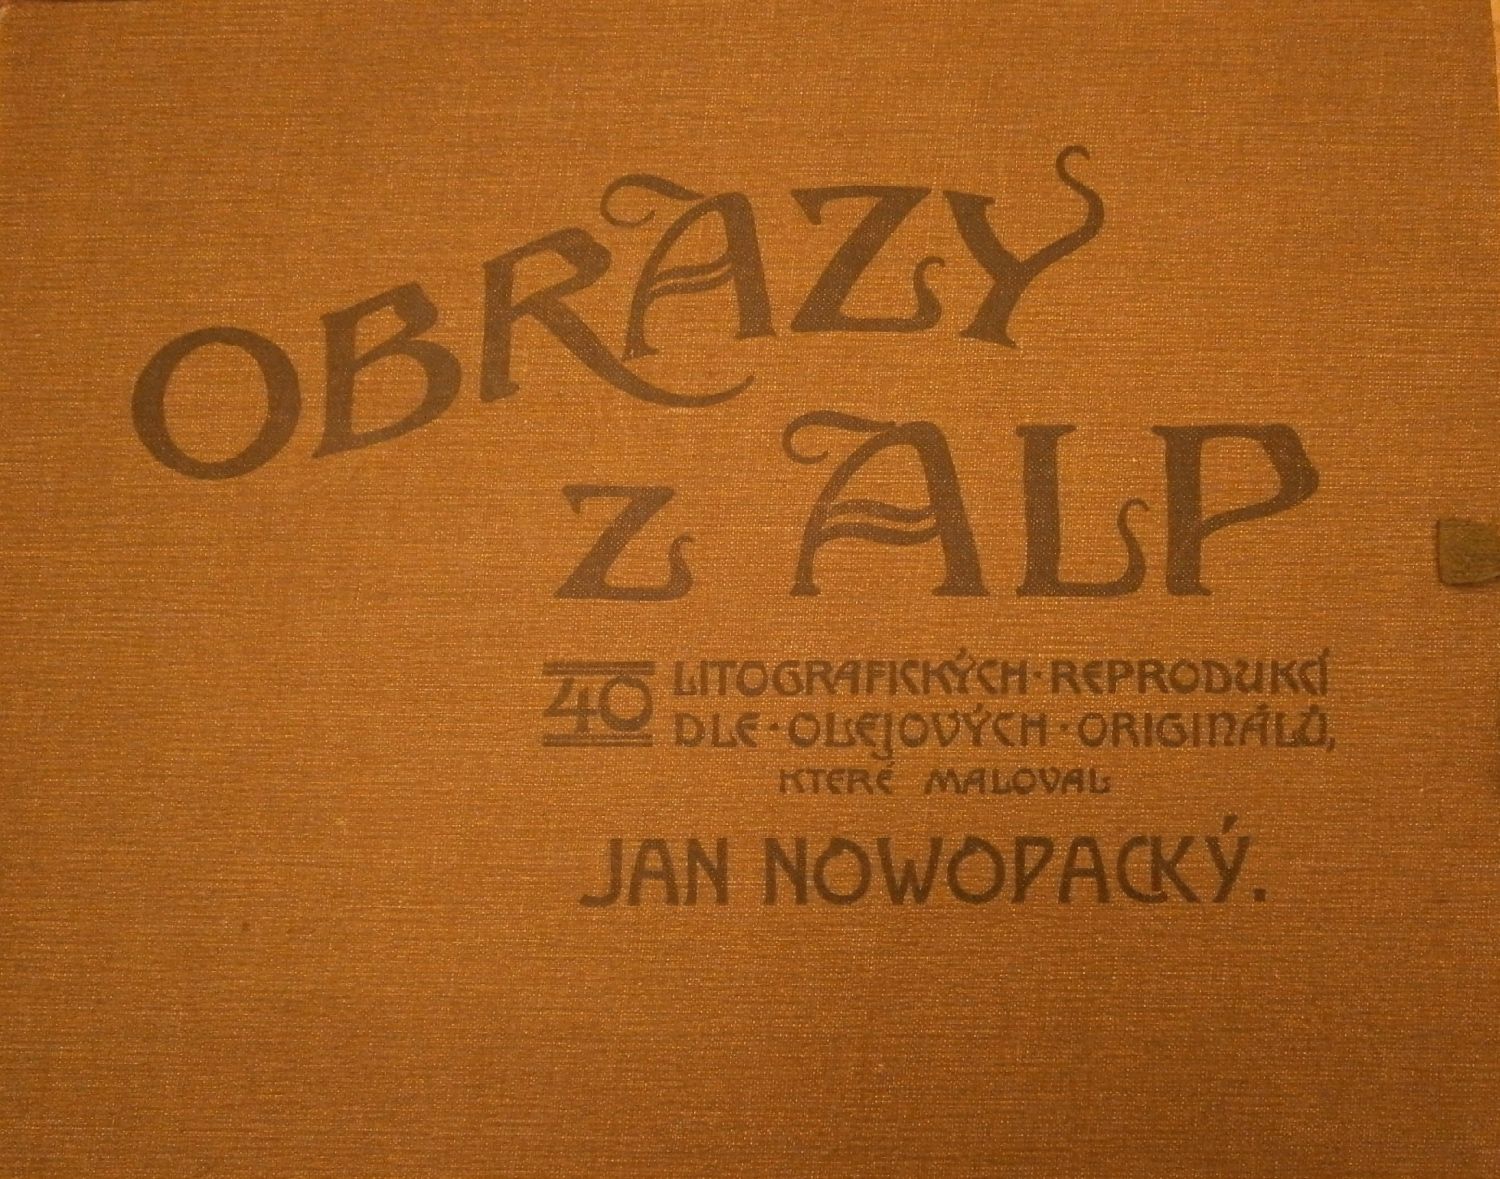 OBRAZY
Z ALP
40 LITOGRAFICKÝCH · REPRODUKCÍ
DLE · OLEJOVÝCH · ORIGINÁLŮ,
KTERÉ MALOVAL
JAN NOWOPACKÝ.